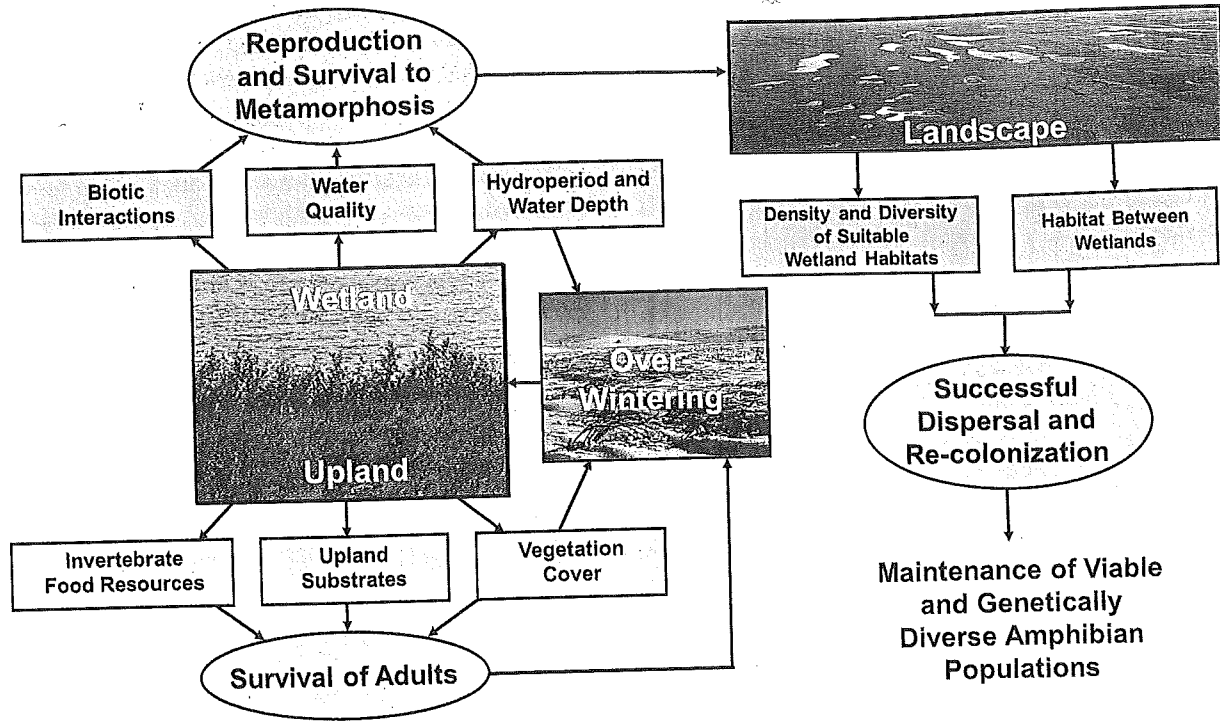 Reproduction
and Survival to
Metamorphosis
Landscape
Biotic
Interactions
Water
Quality
Hydroperiod and
Water Depth
Density and Diversity
of Suitable
Wetland Habitats
Habitat Between
Wetlands
Wetland
Upland
Over-
Wintering
Successful
Dispersal and
Re-colonization
Invertebrate
Food Resources
Upland
Substrates
Vegetation
Cover
Survival of Adults
Maintenance of Viable
and Genetically
Diverse Amphibian
Populations